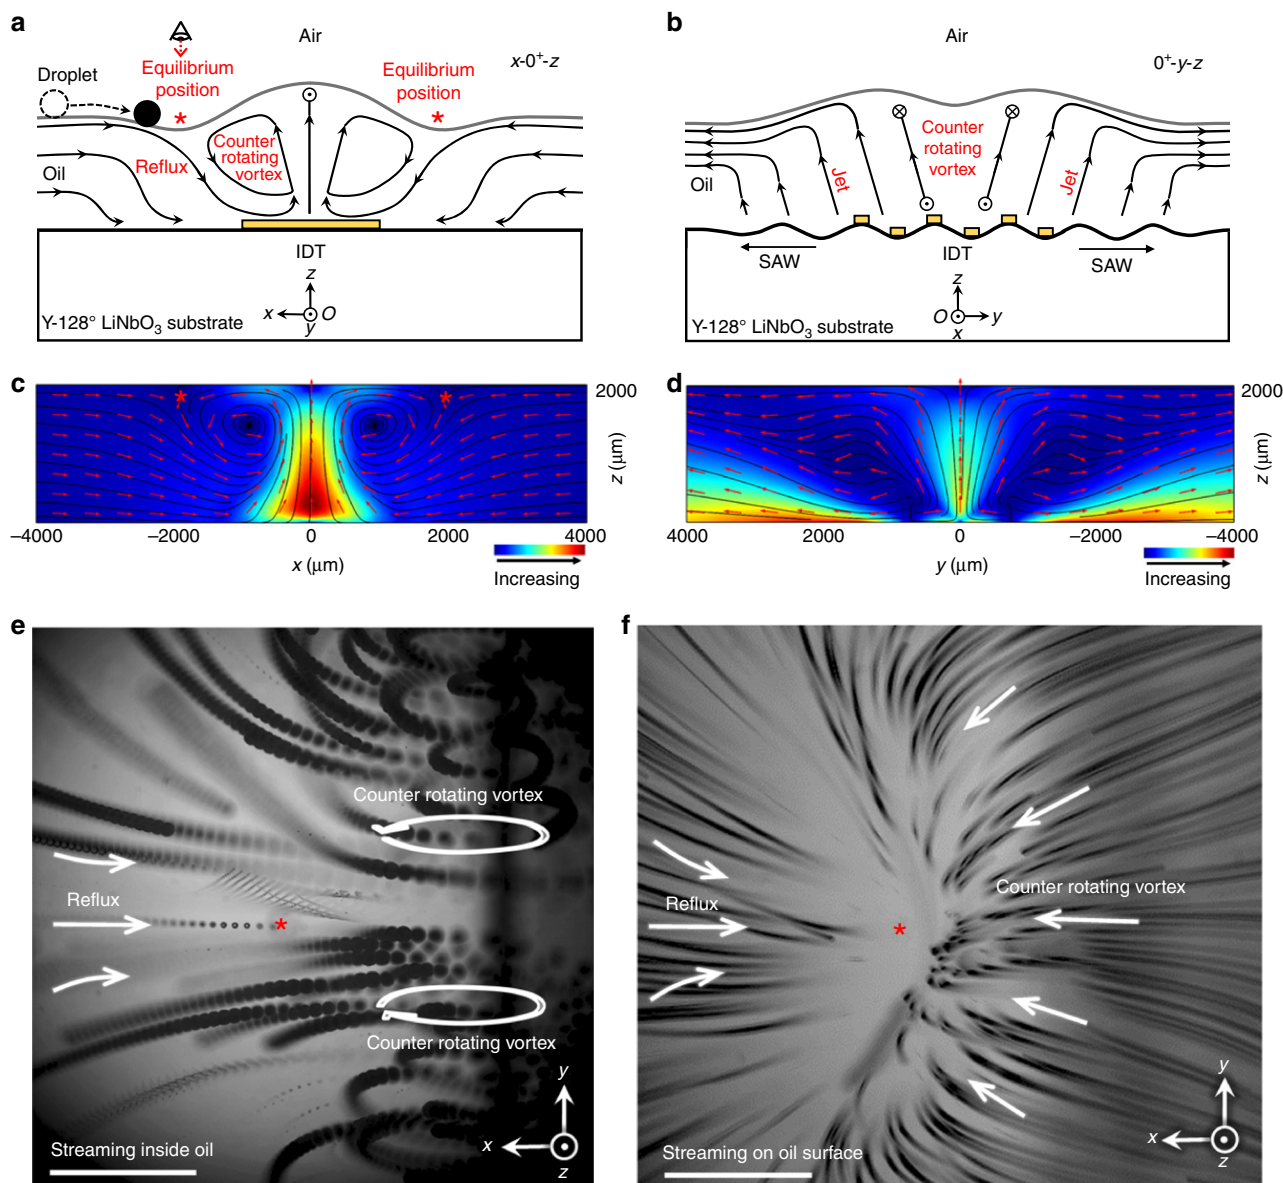 a
Air
x-0⁺-z
Droplet
Equilibrium
position
*
Equilibrium
position
*
Reflux
Counter
rotating
vortex
Oil
IDT
z
x
O
y
Y-128° LiNbO₃ substrate
b
Air
0⁺-y-z
Counter
rotating
vortex
Jet
Jet
Oil
SAW
IDT
SAW
z
O
y
x
Y-128° LiNbO₃ substrate
c
*
*
2000
z (μm)
−4000
−2000
0
2000
4000
x (μm)
Increasing
d
2000
z (μm)
4000
2000
0
−2000
−4000
y (μm)
Increasing
e
Counter rotating vortex
Reflux
*
Counter rotating vortex
y
x
z
Streaming inside oil
f
Counter rotating vortex
Reflux
*
y
x
z
Streaming on oil surface